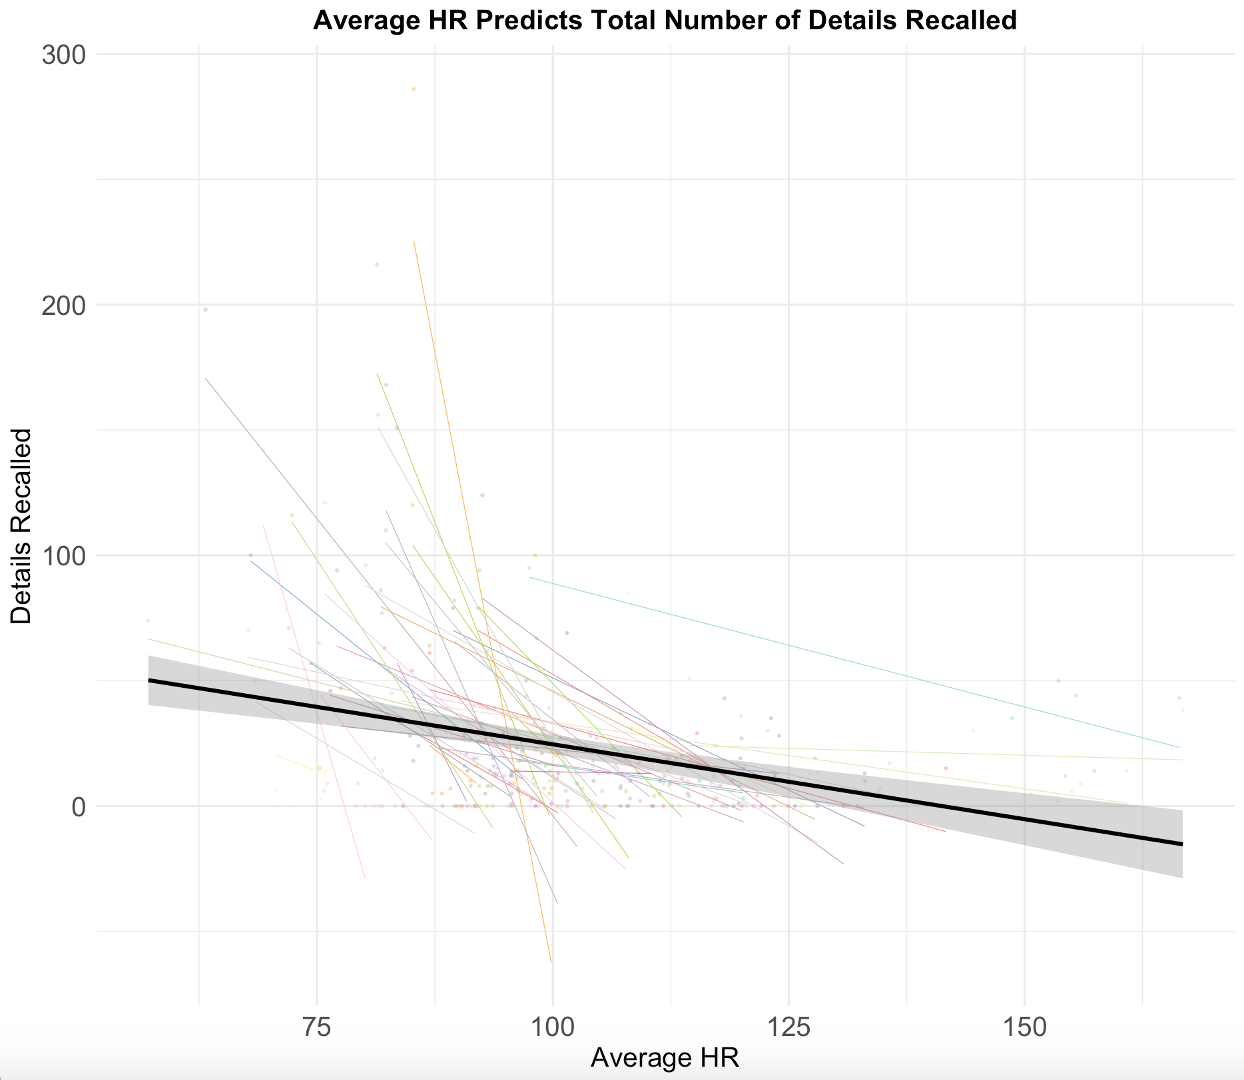 Average HR Predicts Total Number of Details Recalled
300
200
100
0
Details Recalled
75 100 125 150
Average HR